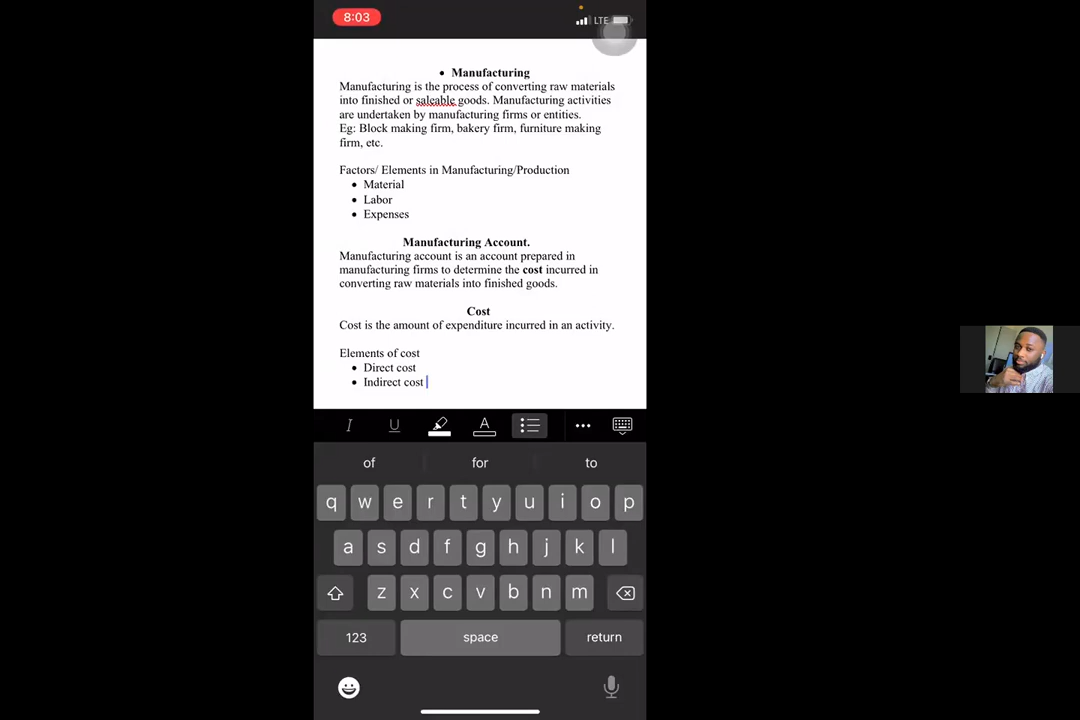 8:03
LTE
• Manufacturing
Manufacturing is the process of converting raw materials
into finished or saleable goods. Manufacturing activities
are undertaken by manufacturing firms or entities.
Eg: Block making firm, bakery firm, furniture making
firm, etc.
Factors/ Elements in Manufacturing/Production
• Material
• Labor
• Expenses
Manufacturing Account.
Manufacturing account is an account prepared in
manufacturing firms to determine the cost incurred in
converting raw materials into finished goods.
Cost
Cost is the amount of expenditure incurred in an activity.
Elements of cost
• Direct cost
• Indirect cost
I U A
of for to
q w e r t y u i o p
a s d f g h j k l
z x c v b n m
123 space return